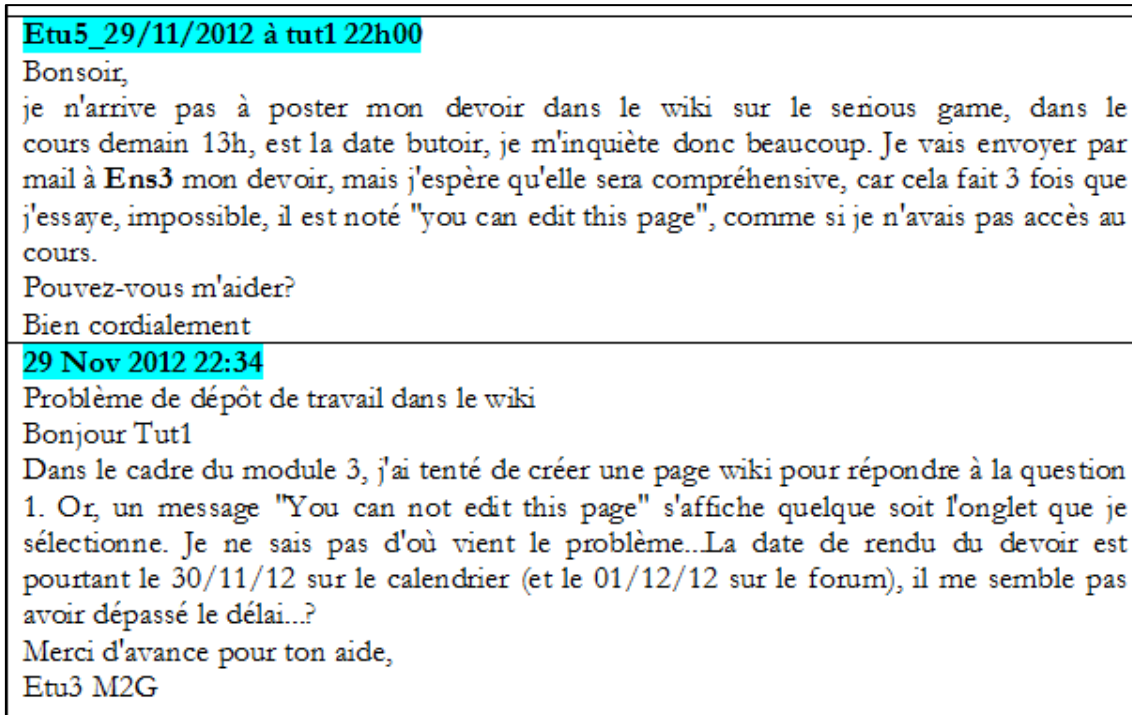 Etu5_29/11/2012 à tut1 22h00
Bonsoir,
je n'arrive pas à poster mon devoir dans le wiki sur le serious game, dans le
cours demain 13h, est la date butoir, je m'inquiète donc beaucoup. Je vais envoyer par
mail à Ens3 mon devoir, mais j'espère qu'elle sera compréhensive, car cela fait 3 fois que
j'essaye, impossible, il est noté "you can edit this page", comme si je n'avais pas accès au
cours.
Pouvez-vous m'aider?
Bien cordialement
29 Nov 2012 22:34
Problème de dépôt de travail dans le wiki
Bonjour Tut1
Dans le cadre du module 3, j'ai tenté de créer une page wiki pour répondre à la question
1. Or, un message "You can not edit this page" s'affiche quelque soit l'onglet que je
sélectionne. Je ne sais pas d'où vient le problème...La date de rendu du devoir est
pourtant le 30/11/12 sur le calendrier (et le 01/12/12 sur le forum), il me semble pas
avoir dépassé le délai...?
Merci d'avance pour ton aide,
Etu3 M2G